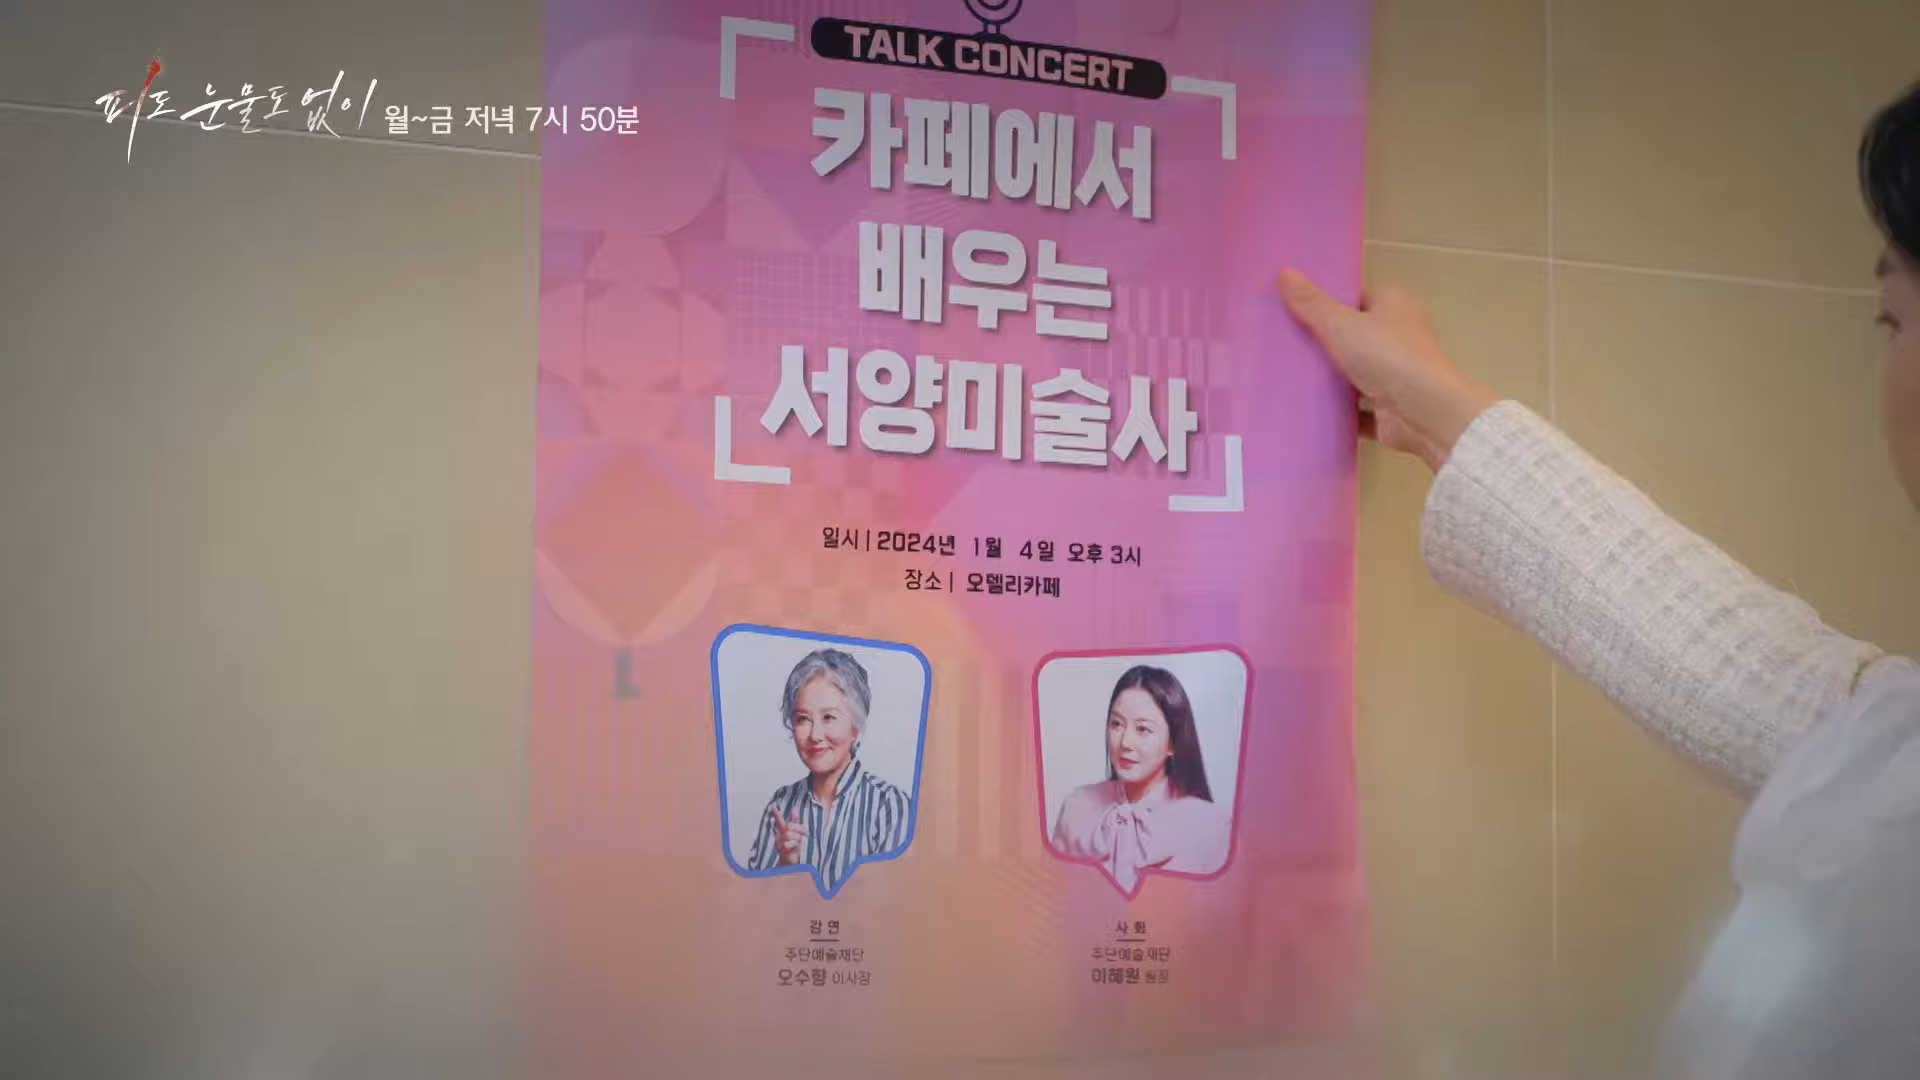 피도 눈물도 없이 월~금 저녁 7시 50분
TALK CONCERT
카페에서
배우는
서양미술사
일시 | 2024년 1월 4일 오후 3시
장소 | 오델리카페
강 연
주단예술재단
오수향 이사장
사 회
주단예술재단
이혜원 팀장